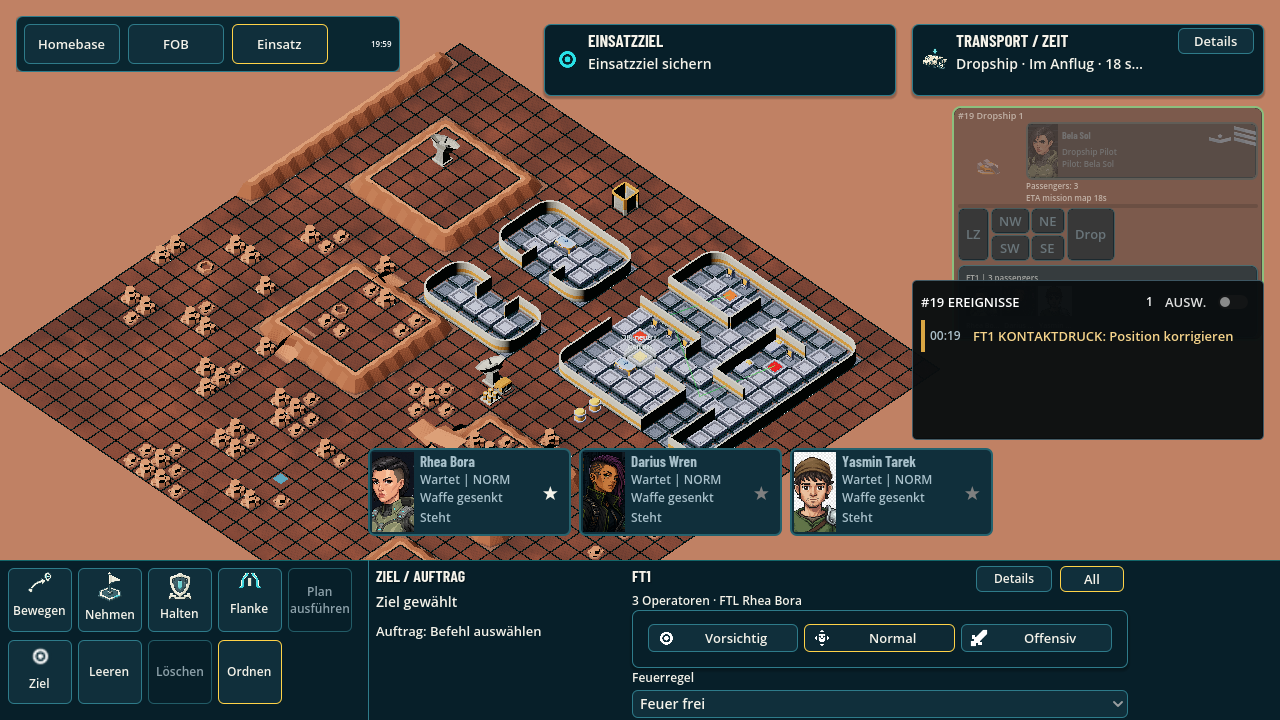 Homebase
FOB
Einsatz
19:59
EINSATZZIEL
Einsatzziel sichern
TRANSPORT / ZEIT
Dropship · Im Anflug · 18 s...
Details
#19 Dropship 1
Bela Sol
Dropship Pilot
Pilot: Bela Sol
Passengers: 3
ETA mission map 18s
LZ
NW
NE
SW
SE
Drop
FT1 | 3 passengers
#19 EREIGNISSE
1
AUSW.
00:19
FT1 KONTAKTDRUCK: Position korrigieren
Rhea Bora
Wartet | NORM
Waffe gesenkt
Steht
Darius Wren
Wartet | NORM
Waffe gesenkt
Steht
Yasmin Tarek
Wartet | NORM
Waffe gesenkt
Steht
Bewegen
Nehmen
Halten
Flanke
Plan
ausführen
Ziel
Leeren
Löschen
Ordnen
ZIEL / AUFTRAG
Ziel gewählt
Auftrag: Befehl auswählen
FT1
3 Operatoren · FTL Rhea Bora
Details
All
Vorsichtig
Normal
Offensiv
Feuerregel
Feuer frei